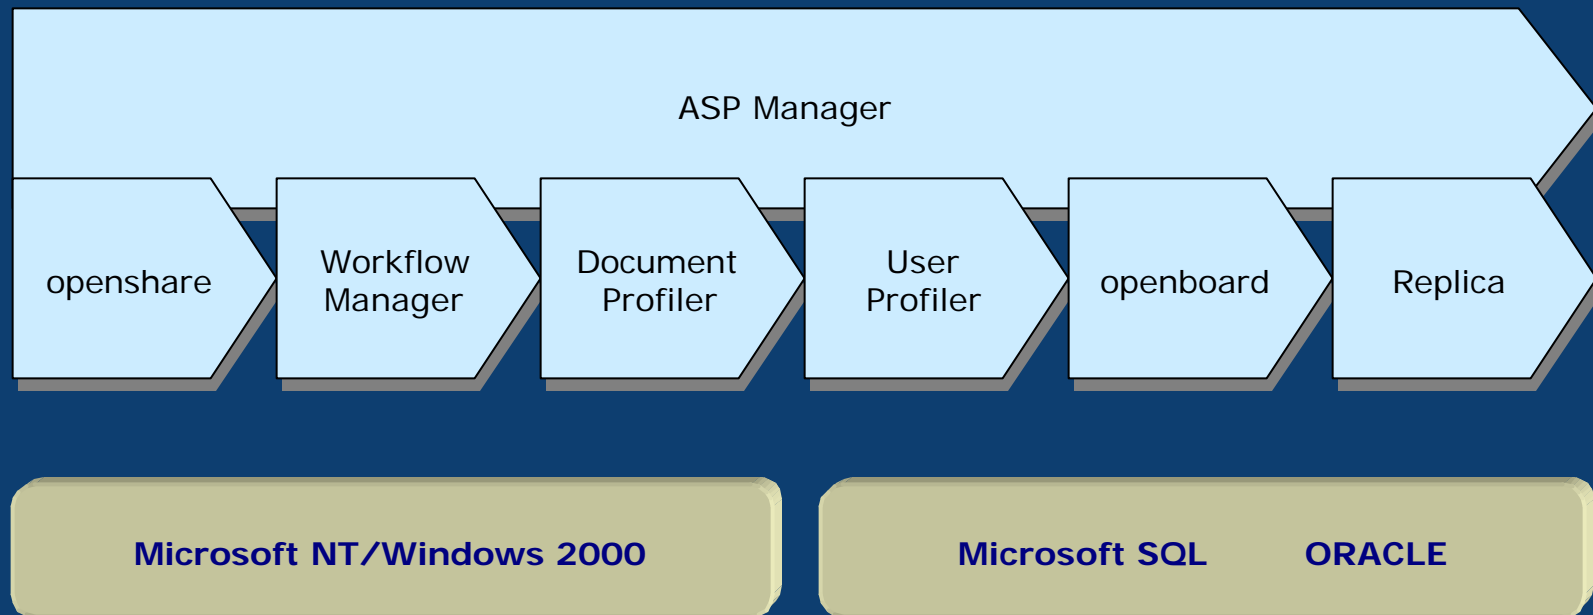 ASP Manager
openshare
Workflow
Manager
Document
Profiler
User
Profiler
openboard
Replica
Microsoft NT/Windows 2000
Microsoft SQL ORACLE